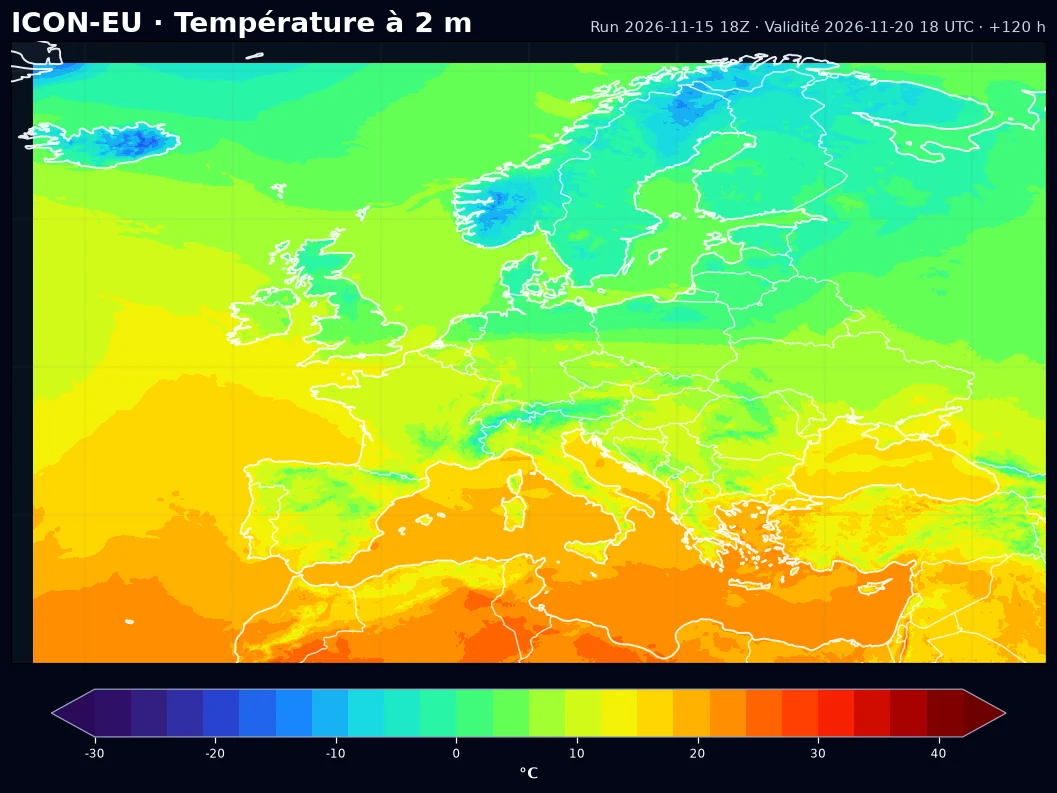 ICON-EU · Température à 2 m
Run 2026-11-15 18Z · Validité 2026-11-20 18 UTC · +120 h
-30 -20 -10 0 10 20 30 40
°C